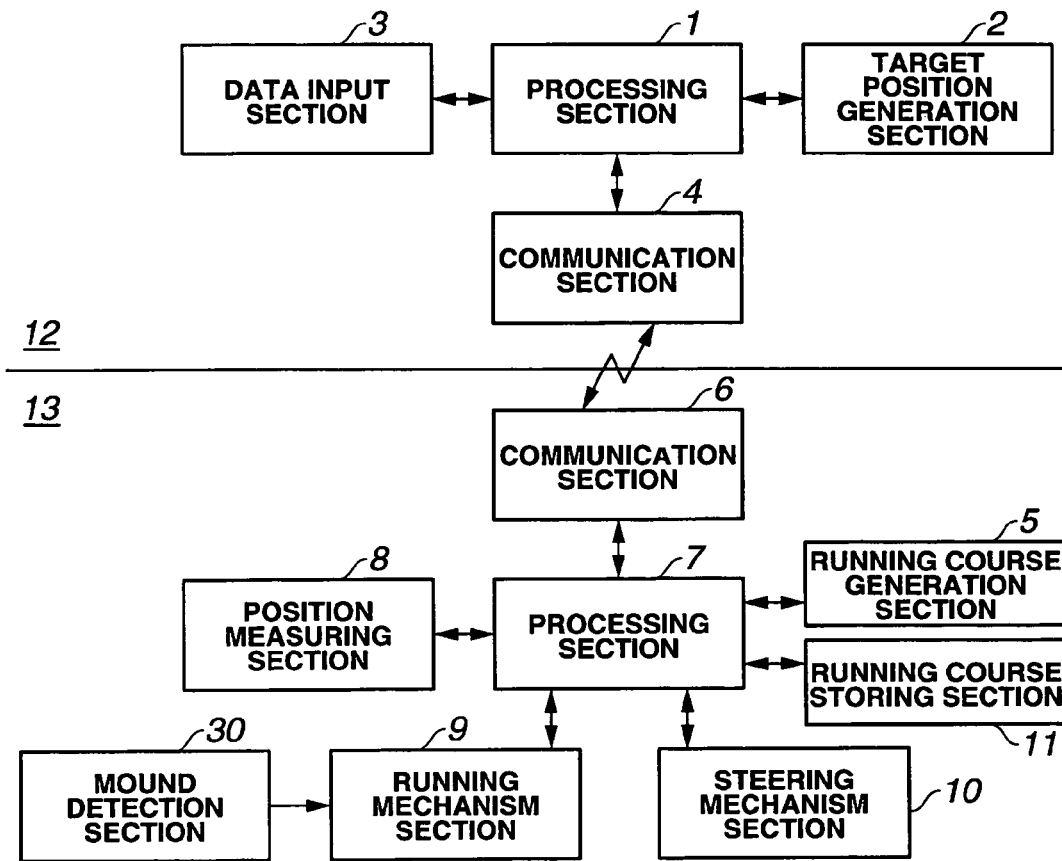 3
1
2
DATA INPUT
SECTION
PROCESSING
SECTION
TARGET
POSITION
GENERATION
SECTION
4
COMMUNICATION
SECTION
12
13
6
COMMUNICATION
SECTION
8
7
5
POSITION
MEASURING
SECTION
PROCESSING
SECTION
RUNNING COURSE
GENERATION
SECTION
RUNNING COURSE
STORING SECTION
11
30
9
MOUND
DETECTION
SECTION
RUNNING
MECHANISM
SECTION
STEERING
MECHANISM
SECTION
10